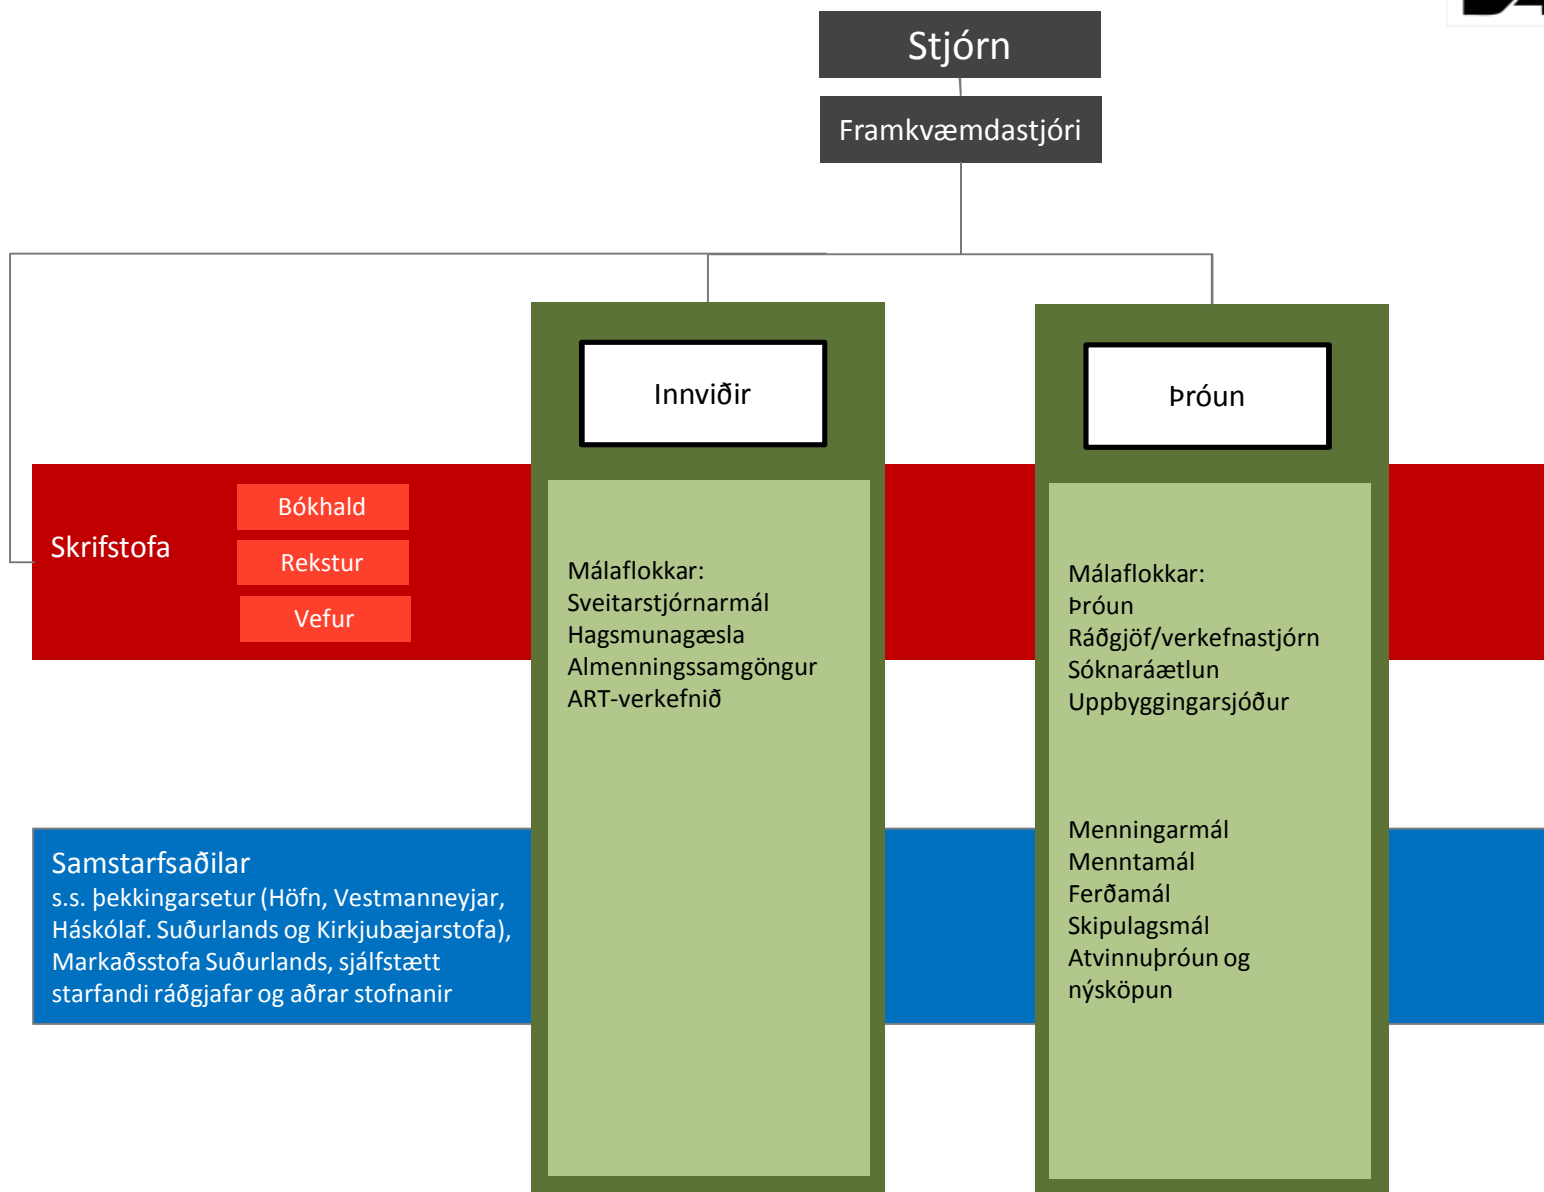 Stjórn
Framkvæmdastjóri
Innviðir
Þróun
Skrifstofa
Bókhald
Rekstur
Vefur
Málaflokkar:
Sveitarstjórnarmál
Hagsmunagæsla
Almenningssamgöngur
ART-verkefnið
Málaflokkar:
Þróun
Ráðgjöf/verkefnastjórn
Sóknaráætlun
Uppbyggingarsjóður
Menningarmál
Menntamál
Ferðamál
Skipulagsmál
Atvinnuþróun og
nýsköpun
Samstarfsaðilar
s.s. þekkingarsetur (Höfn, Vestmanneyjar,
Háskólaf. Suðurlands og Kirkjubæjarstofa),
Markaðsstofa Suðurlands, sjálfstætt
starfandi ráðgjafar og aðrar stofnanir